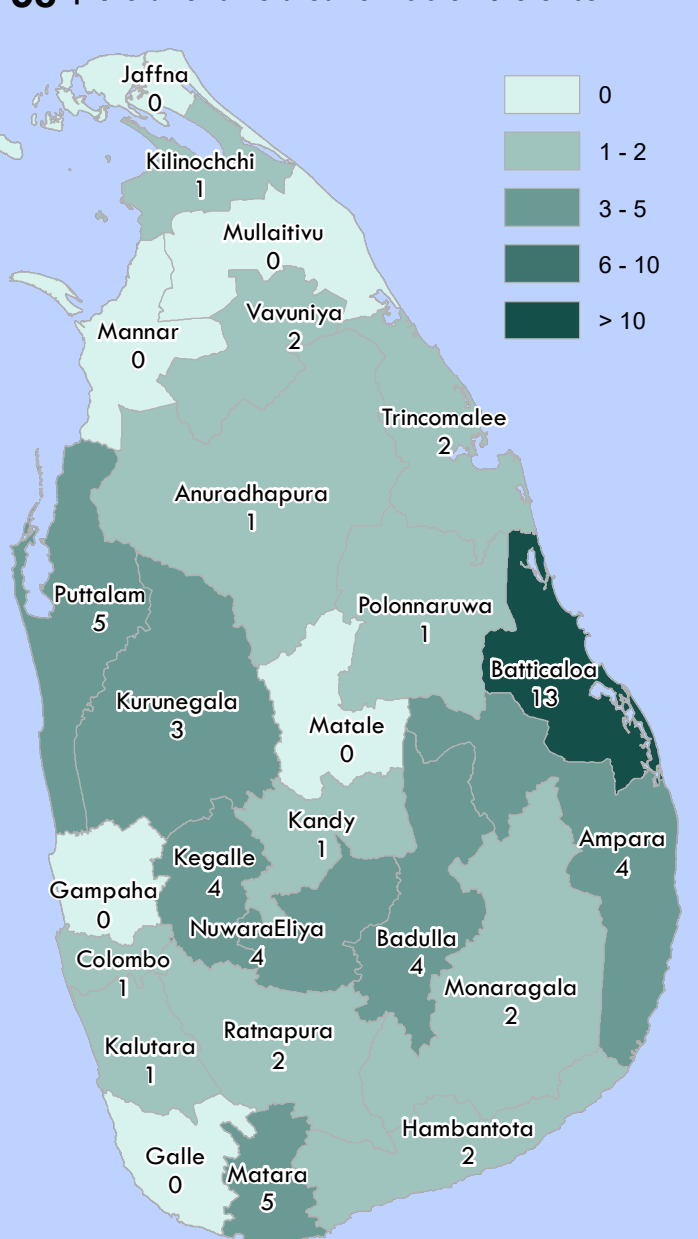 Jaffna
0
0
1 - 2
3 - 5
6 - 10
> 10
Kilinochchi
1
Mullaitivu
0
Vavuniya
2
Mannar
0
Trincomalee
2
Anuradhapura
1
Puttalam
5
Polonnaruwa
1
Batticaloa
13
Kurunegala
3
Matale
0
Kandy
1
Ampara
4
Kegalle
4
Gampaha
0
NuwaraEliya
4
Badulla
4
Colombo
1
Monaragala
2
Ratnapura
2
Kalutara
1
Hambantota
2
Galle
0
Matara
5